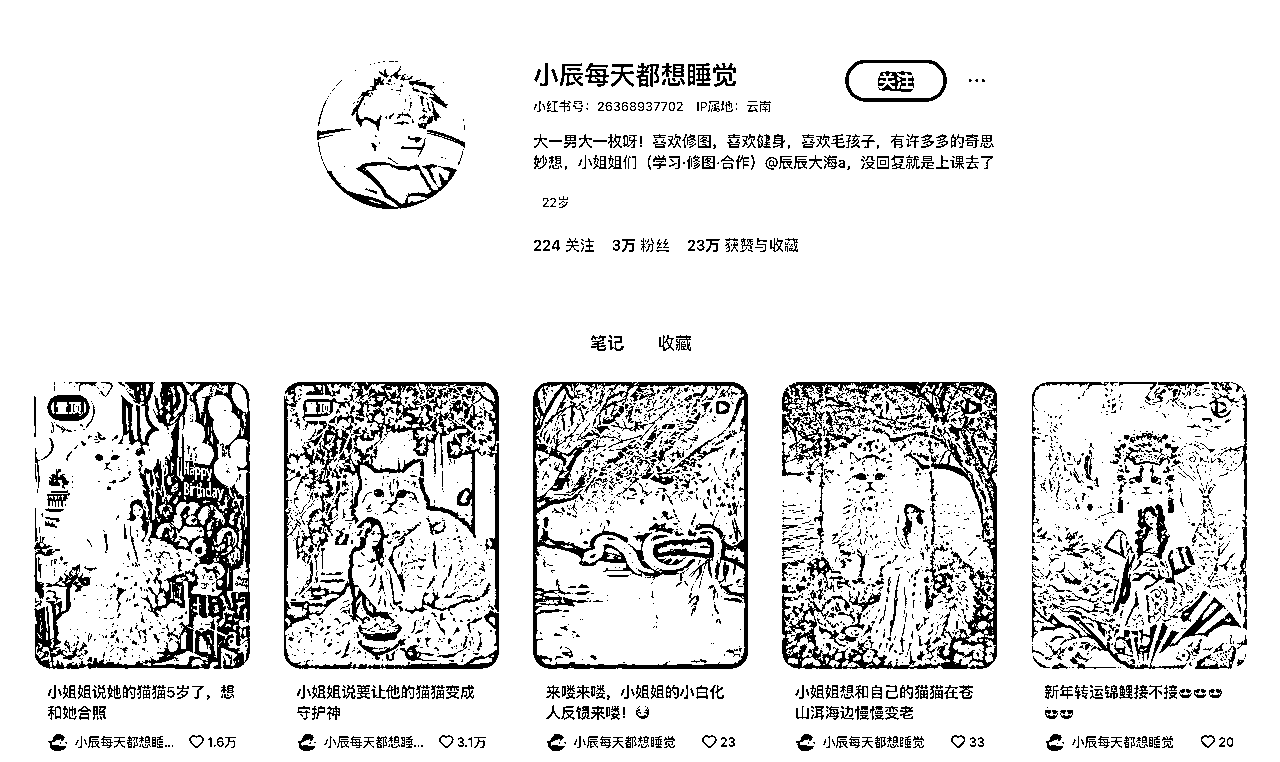 小辰每天都想睡觉
关注
小红书号：26368937702 IP属地：云南
大一男大一枚呀！喜欢修图，喜欢健身，喜欢毛孩子，有许多多的奇思
妙想，小姐姐们（学习·修图·合作）@辰辰大海a，没回复就是上课去了
22岁
224 关注 3万 粉丝 23万 获赞与收藏
笔记 收藏
置顶
Happy
Birthday
置顶
小姐姐说她的猫猫5岁了，想
和她合照
小辰每天都想睡... 1.6万
小姐姐说要让他的猫猫变成
守护神
小辰每天都想睡... 3.1万
来喽来喽，小姐姐的小白化
人反馈来喽！
小辰每天都想睡觉 23
小姐姐想和自己的猫猫在苍
山洱海边慢慢变老
小辰每天都想睡觉 33
新年转运锦鲤接不接
小辰每天都想睡觉 20